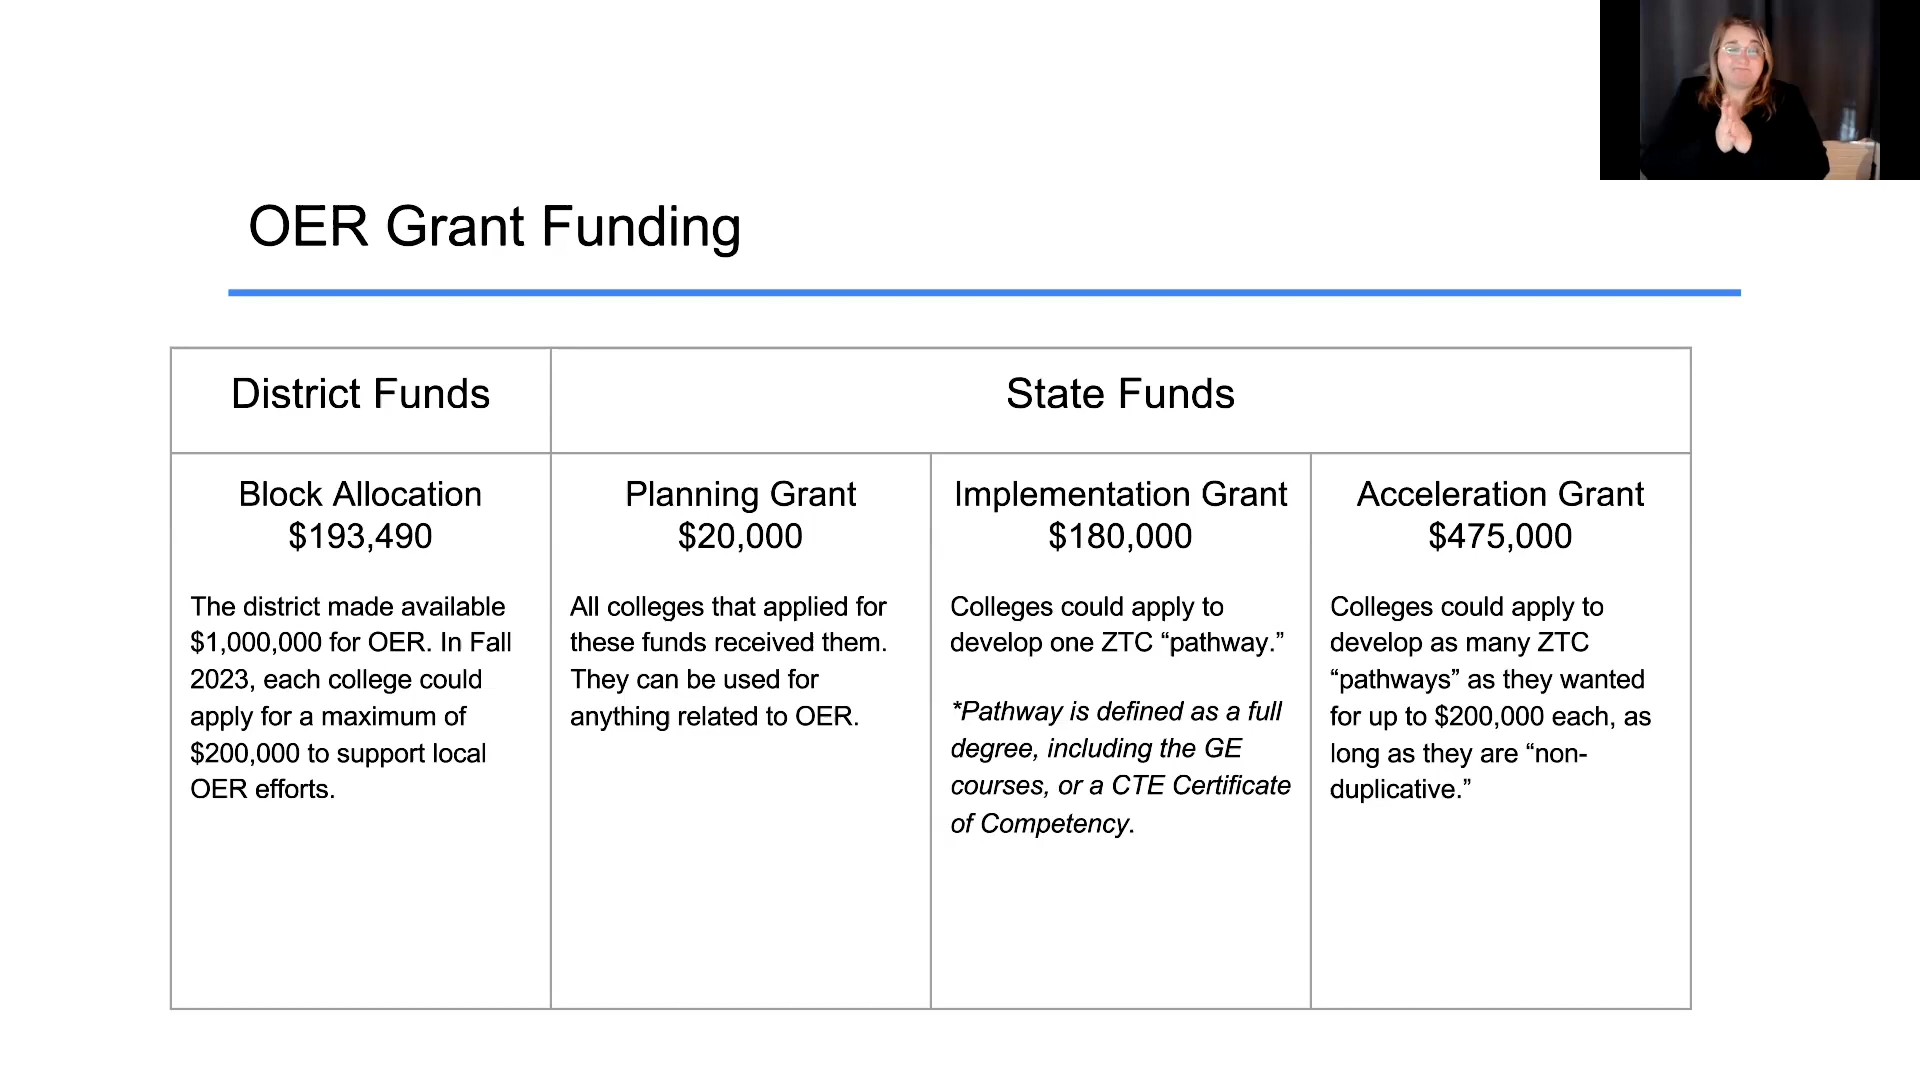 OER Grant Funding
District Funds
State Funds
Block Allocation
$193,490
The district made available
$1,000,000 for OER. In Fall
2023, each college could
apply for a maximum of
$200,000 to support local
OER efforts.
Planning Grant
$20,000
All colleges that applied for
these funds received them.
They can be used for
anything related to OER.
Implementation Grant
$180,000
Colleges could apply to
develop one ZTC “pathway.”
*Pathway is defined as a full
degree, including the GE
courses, or a CTE Certificate
of Competency.
Acceleration Grant
$475,000
Colleges could apply to
develop as many ZTC
“pathways” as they wanted
for up to $200,000 each, as
long as they are “non-
duplicative.”